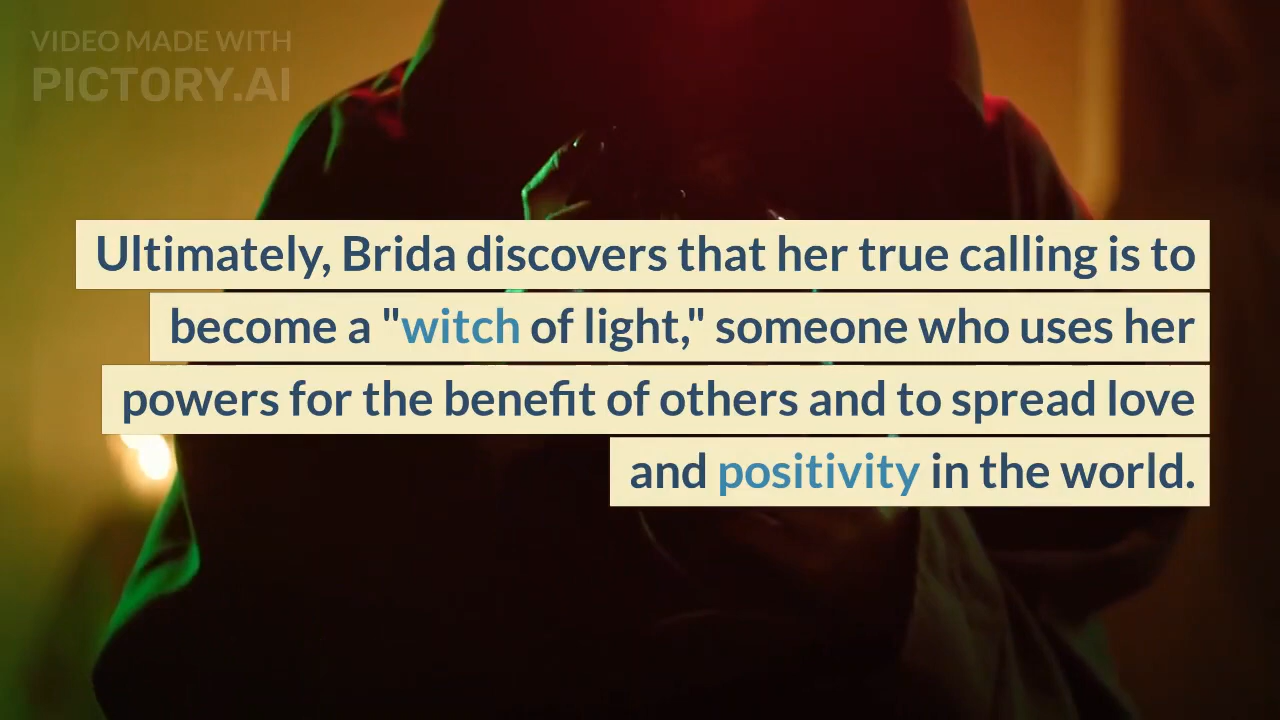 VIDEO MADE WITH
PICTORY.AI
Ultimately, Brida discovers that her true calling is to
become a "witch of light," someone who uses her
powers for the benefit of others and to spread love
and positivity in the world.